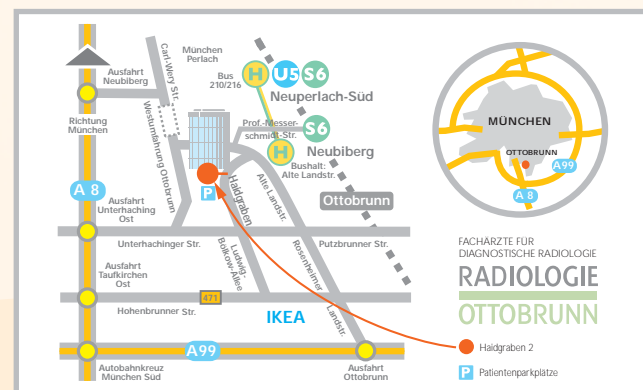 Ausfahrt
Neubiberg
Carl-Wery Str.
München
Perlach
Bus
210/216
H
U5
S6
Neuperlach-Süd
Richtung
München
Westumfahrung Ottobrunn
Prof.-Messer-
schmidt-Str.
S6
Neubiberg
H
Bushalt:
Alte Landstr.
A 8
Ausfahrt
Unterhaching
Ost
P
Haidgraben
Alte Landstr.
Ottobrunn
Unterhachinger Str.
Ludwig-
Bölkow-Allee
Rosenheimer
Landstr.
Putzbrunner Str.
Ausfahrt
Taufkirchen
Ost
471
Hohenbrunner Str.
IKEA
A99
Autobahnkreuz
München Süd
Ausfahrt
Ottobrunn
MÜNCHEN
OTTOBRUNN
A99
A 8
FACHÄRZTE FÜR
DIAGNOSTISCHE RADIOLOGIE
RADIOLOGIE
OTTOBRUNN
Haidgraben 2
P Patientenparkplätze